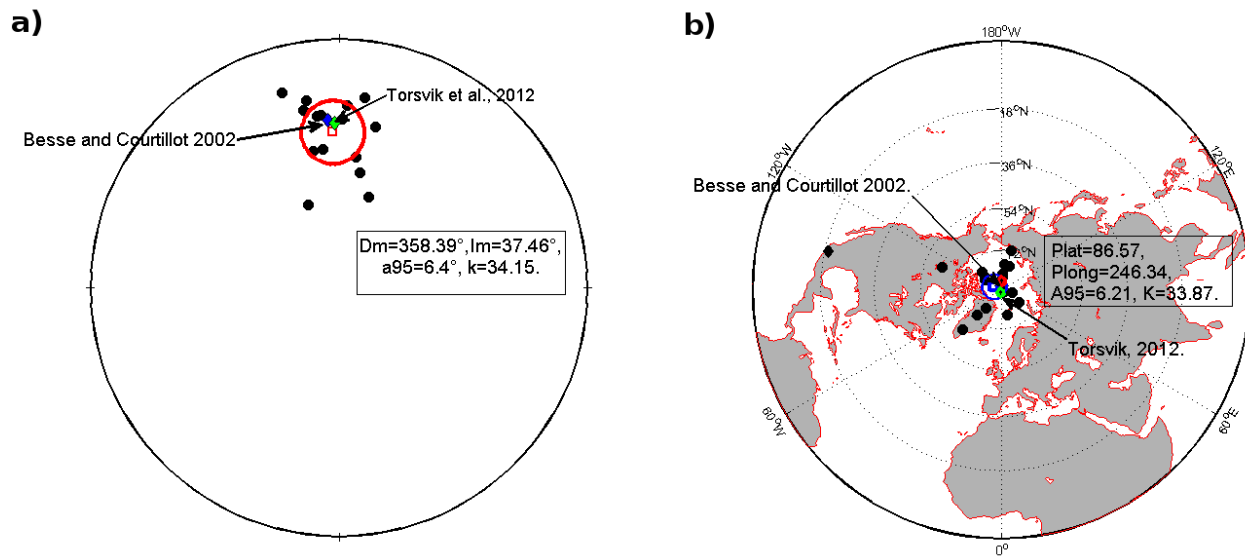 a)
Torsvik et al., 2012
Besse and Courtillot 2002
Dm=358.39°, Im=37.46°,
a95=6.4°, k=34.15.
b)
180°W
18°N
120°W
120°E
36°N
Besse and Courtillot 2002.
54°N
2°N
Plat=86.57,
Plong=246.34,
A95=6.21, K=33.87.
Torsvik, 2012.
60°W
60°E
0°